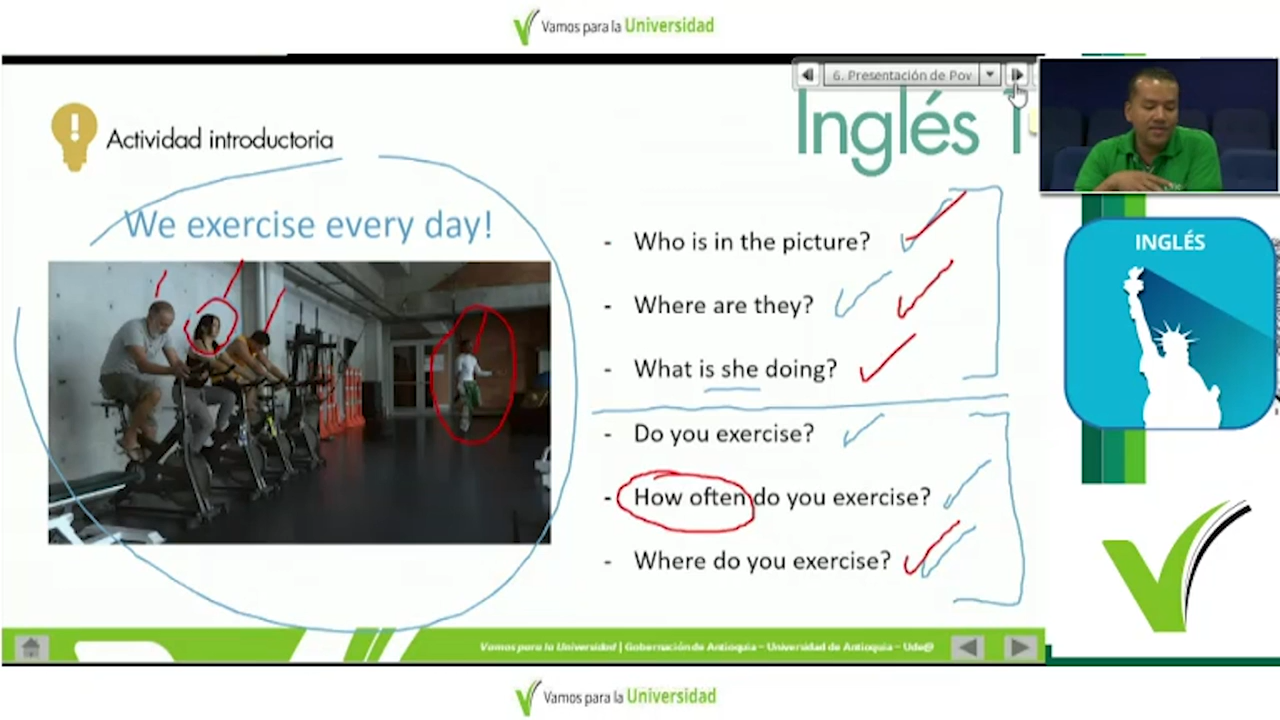 Vamos para la Universidad
6. Presentación de Pov
Inglés 1
Actividad introductoria
We exercise every day!
- Who is in the picture?
- Where are they?
- What is she doing?
- Do you exercise?
- How often do you exercise?
- Where do you exercise?
INGLÉS
Vamos para la Universidad | Gobernación de Antioquia – Universidad de Antioquia – Ude@
Vamos para la Universidad